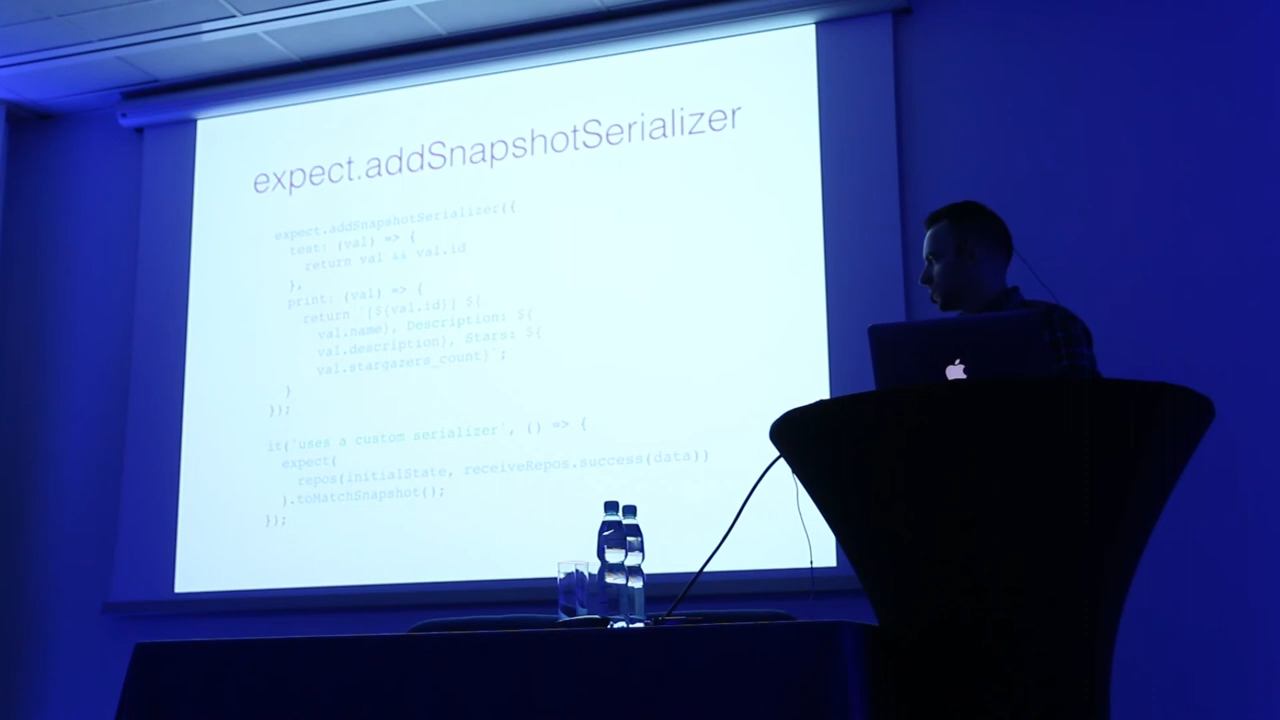 expect.addSnapshotSerializer
expect.addSnapshotSerializer({
test: (val) => {
return val && val.id
},
print: (val) => {
return `[${val.id}] ${
val.name}, Description: ${
val.description}, Stars: ${
val.stargazers_count}`;
}
});
it('uses a custom serializer', () => {
expect(
repos(initialState, receiveRepos.success(data))
).toMatchSnapshot();
});